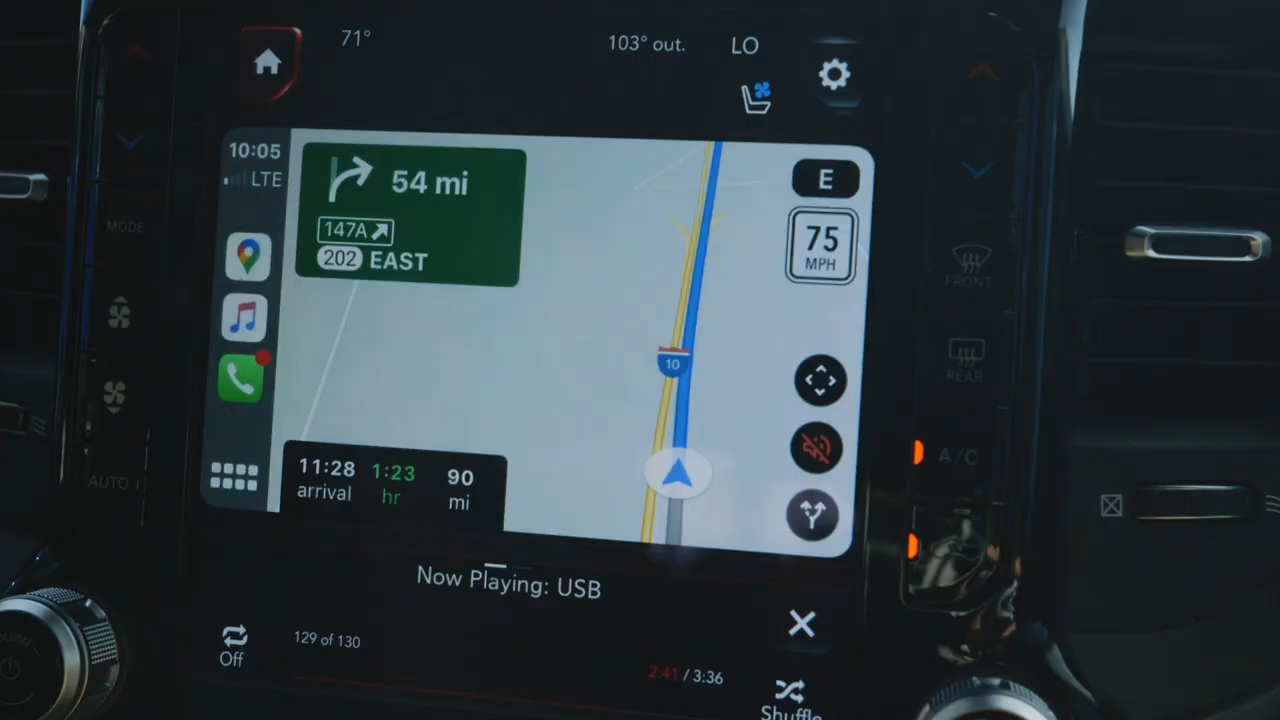 71°
103° out.
LO
10:05
LTE
54 mi
147A
202 EAST
E
75
MPH
10
MODE
FRONT
REAR
A/C
AUTO
11:28
arrival
1:23
hr
90
mi
Now Playing: USB
Off
129 of 130
2:41 / 3:36
Shuffle
VOLUME